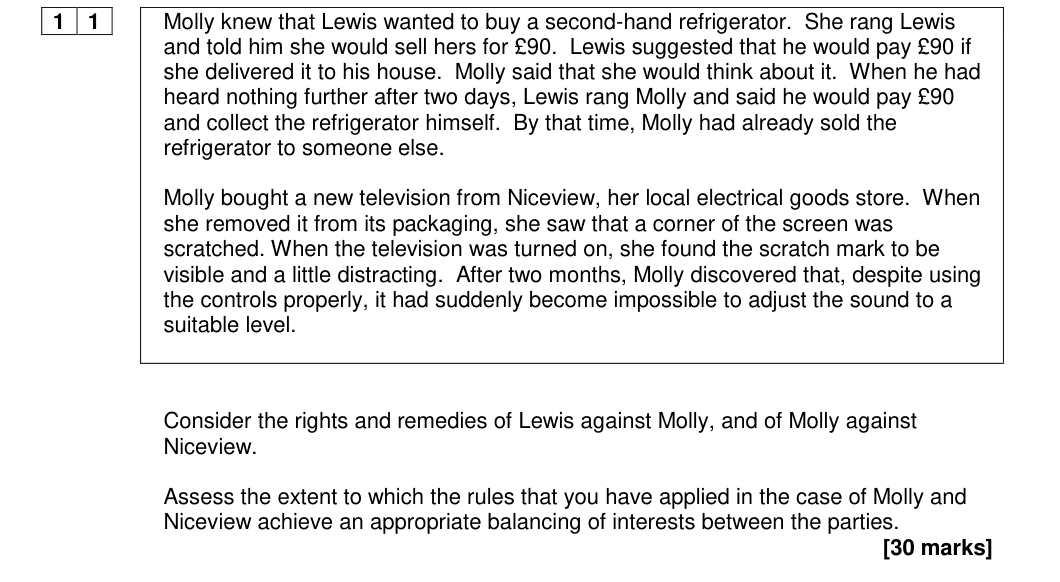 1 1
Molly knew that Lewis wanted to buy a second-hand refrigerator. She rang Lewis
and told him she would sell hers for £90. Lewis suggested that he would pay £90 if
she delivered it to his house. Molly said that she would think about it. When he had
heard nothing further after two days, Lewis rang Molly and said he would pay £90
and collect the refrigerator himself. By that time, Molly had already sold the
refrigerator to someone else.
Molly bought a new television from Niceview, her local electrical goods store. When
she removed it from its packaging, she saw that a corner of the screen was
scratched. When the television was turned on, she found the scratch mark to be
visible and a little distracting. After two months, Molly discovered that, despite using
the controls properly, it had suddenly become impossible to adjust the sound to a
suitable level.
Consider the rights and remedies of Lewis against Molly, and of Molly against
Niceview.
Assess the extent to which the rules that you have applied in the case of Molly and
Niceview achieve an appropriate balancing of interests between the parties.
[30 marks]